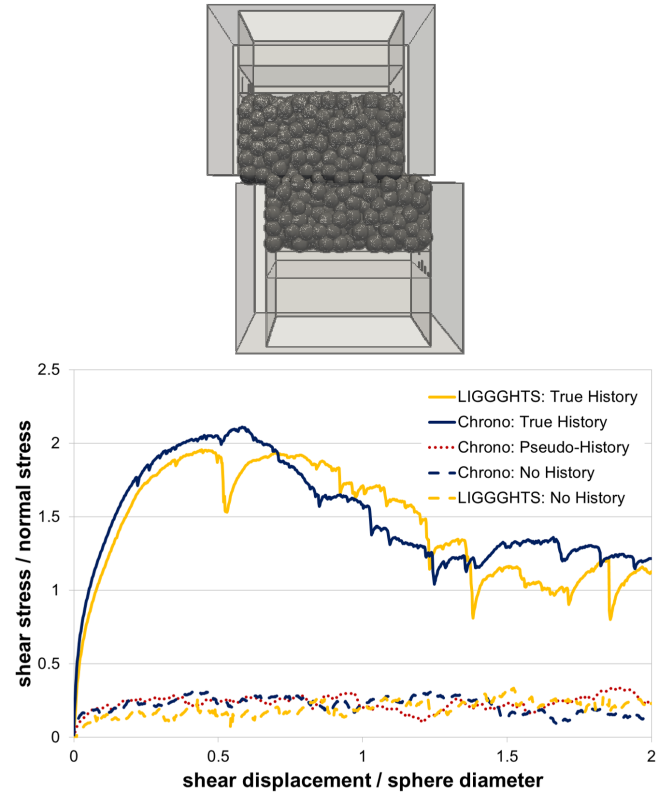 2.5
2
1.5
1
0.5
0
shear stress / normal stress
LIGGGHTS: True History
Chrono: True History
Chrono: Pseudo-History
Chrono: No History
LIGGGHTS: No History
0
0.5
1
1.5
2
shear displacement / sphere diameter